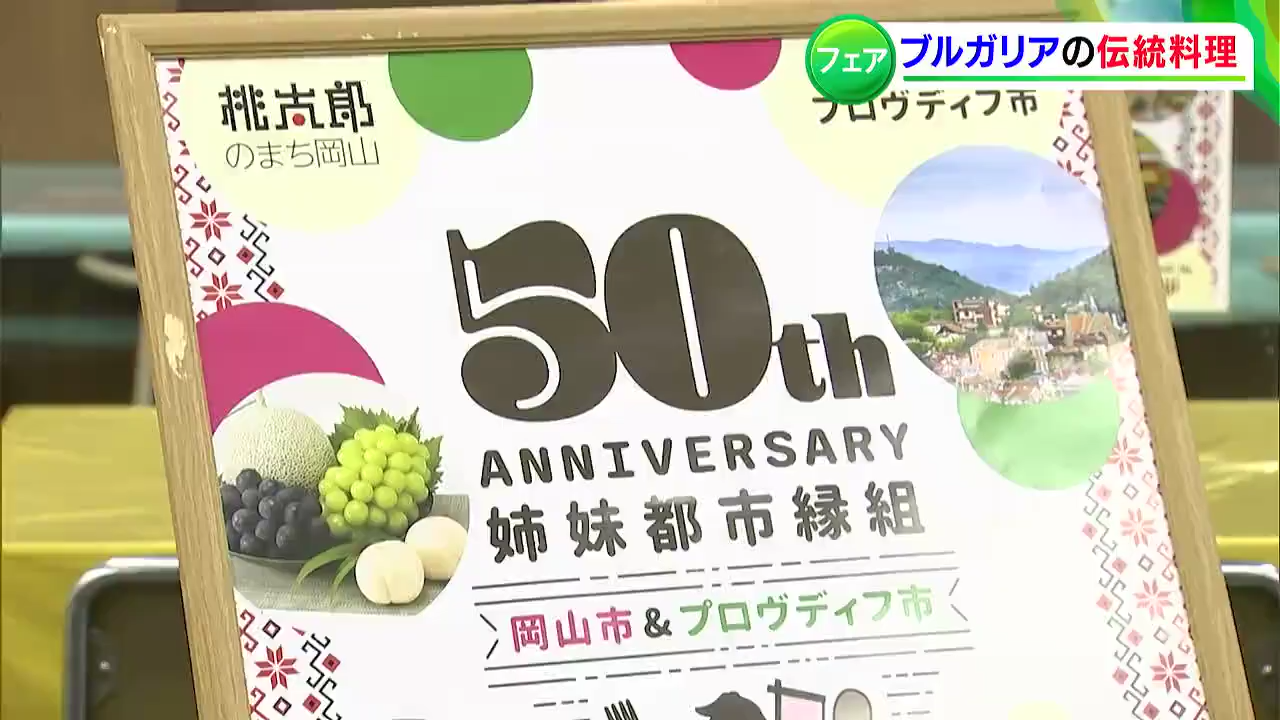 フェア
ブルガリアの伝統料理
桃太郎
のまち岡山
プロヴディフ市
50th
ANNIVERSARY
姉妹都市縁組
岡山市&プロヴディフ市